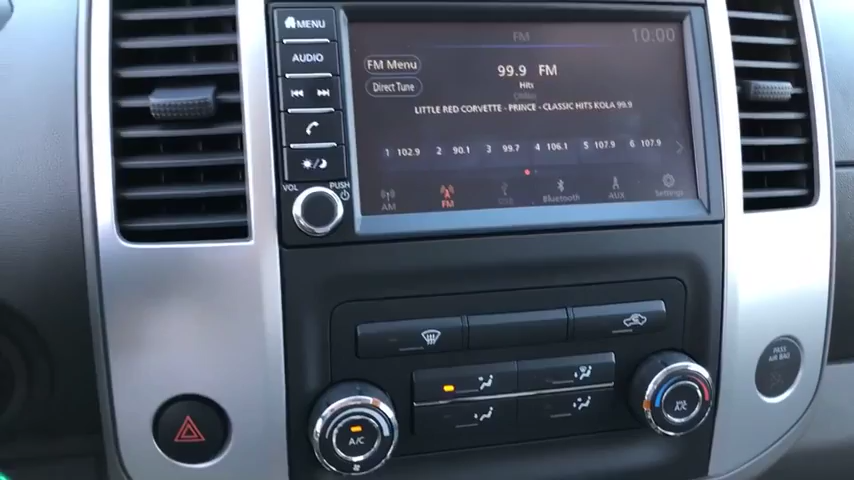 MENU
AUDIO
VOL
PUSH
FM
10:00
FM Menu
Direct Tune
99.9 FM
Hits
LITTLE RED CORVETTE - PRINCE - CLASSIC HITS KOLA 99.9
1 102.9 2 90.1 3 99.7 4 106.1 5 107.9 6 107.9
AM
FM
Bluetooth
AUX
Settings
A/C
MAX
A/C
PASS
AIR BAG